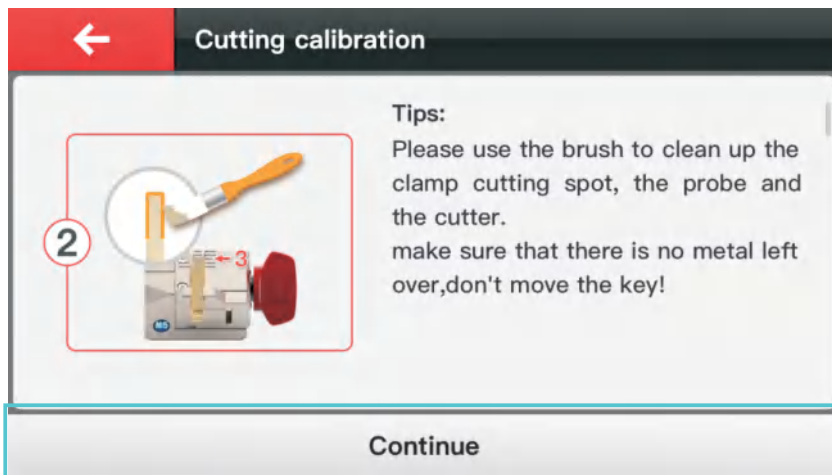 Cutting calibration
Tips:
Please use the brush to clean up the
clamp cutting spot, the probe and
the cutter.
make sure that there is no metal left
over,don't move the key!
2
3
M5
Continue